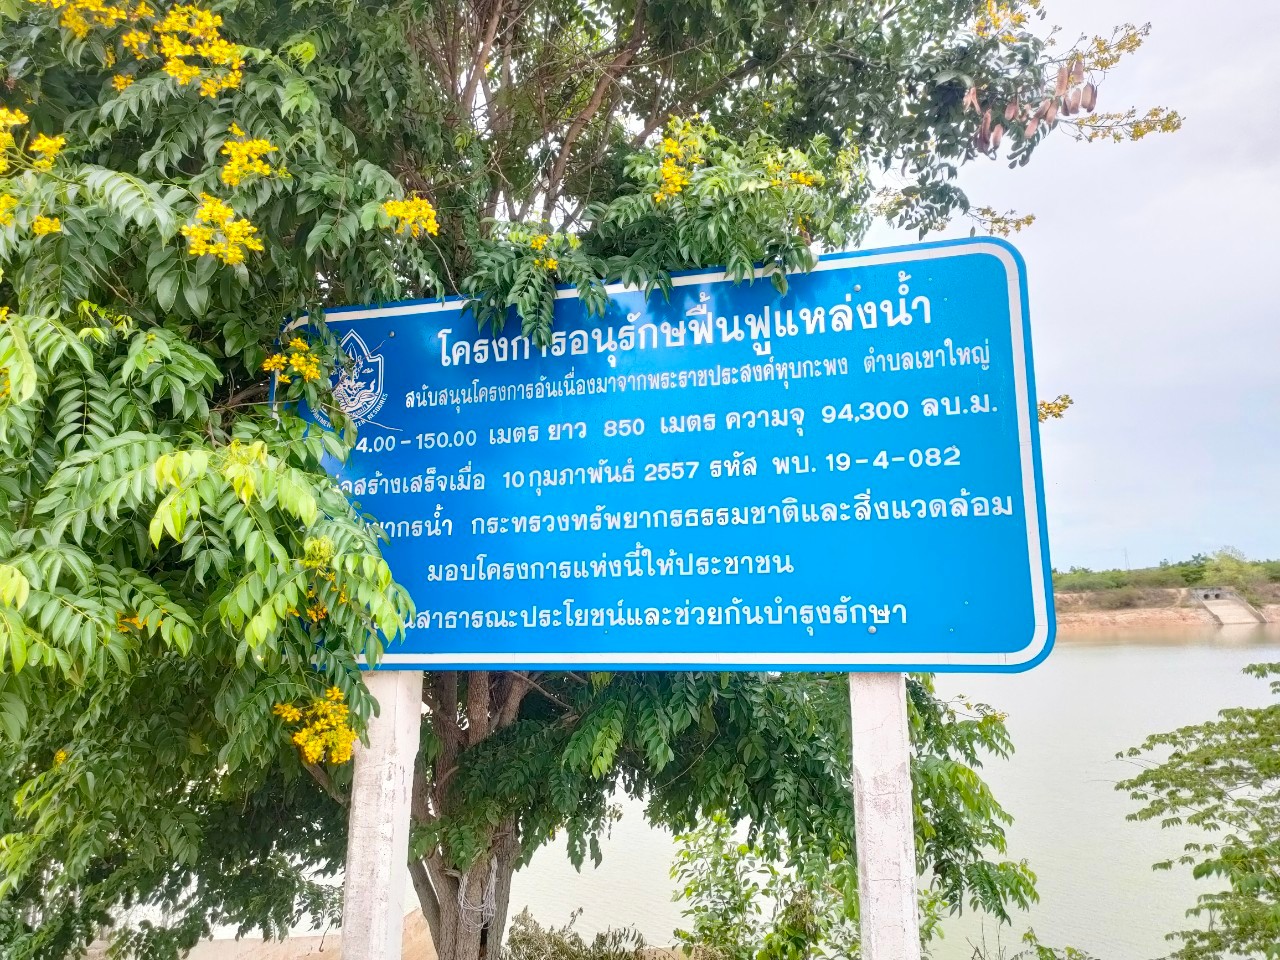 โครงการอนุรักษฟื้นฟูแหล่งน้ำ
สนับสนุนโครงการอันเนื่องมาจากพระราชประสงค์หุบกะพง ตำบลเขาใหญ่
4.00-150.00 เมตร ยาว 850 เมตร ความจุ 94,300 ลบ.ม.
สร้างเสร็จเมื่อ 10 กุมภาพันธ์ 2557 รหัส พบ. 19-4-082
กรน้ำ กระทรวงทรัพยากรธรรมชาติและสิ่งแวดล้อม
มอบโครงการแห่งนี้ให้ประชาชน
สาธารณะประโยชน์และช่วยกันบำรุงรักษา